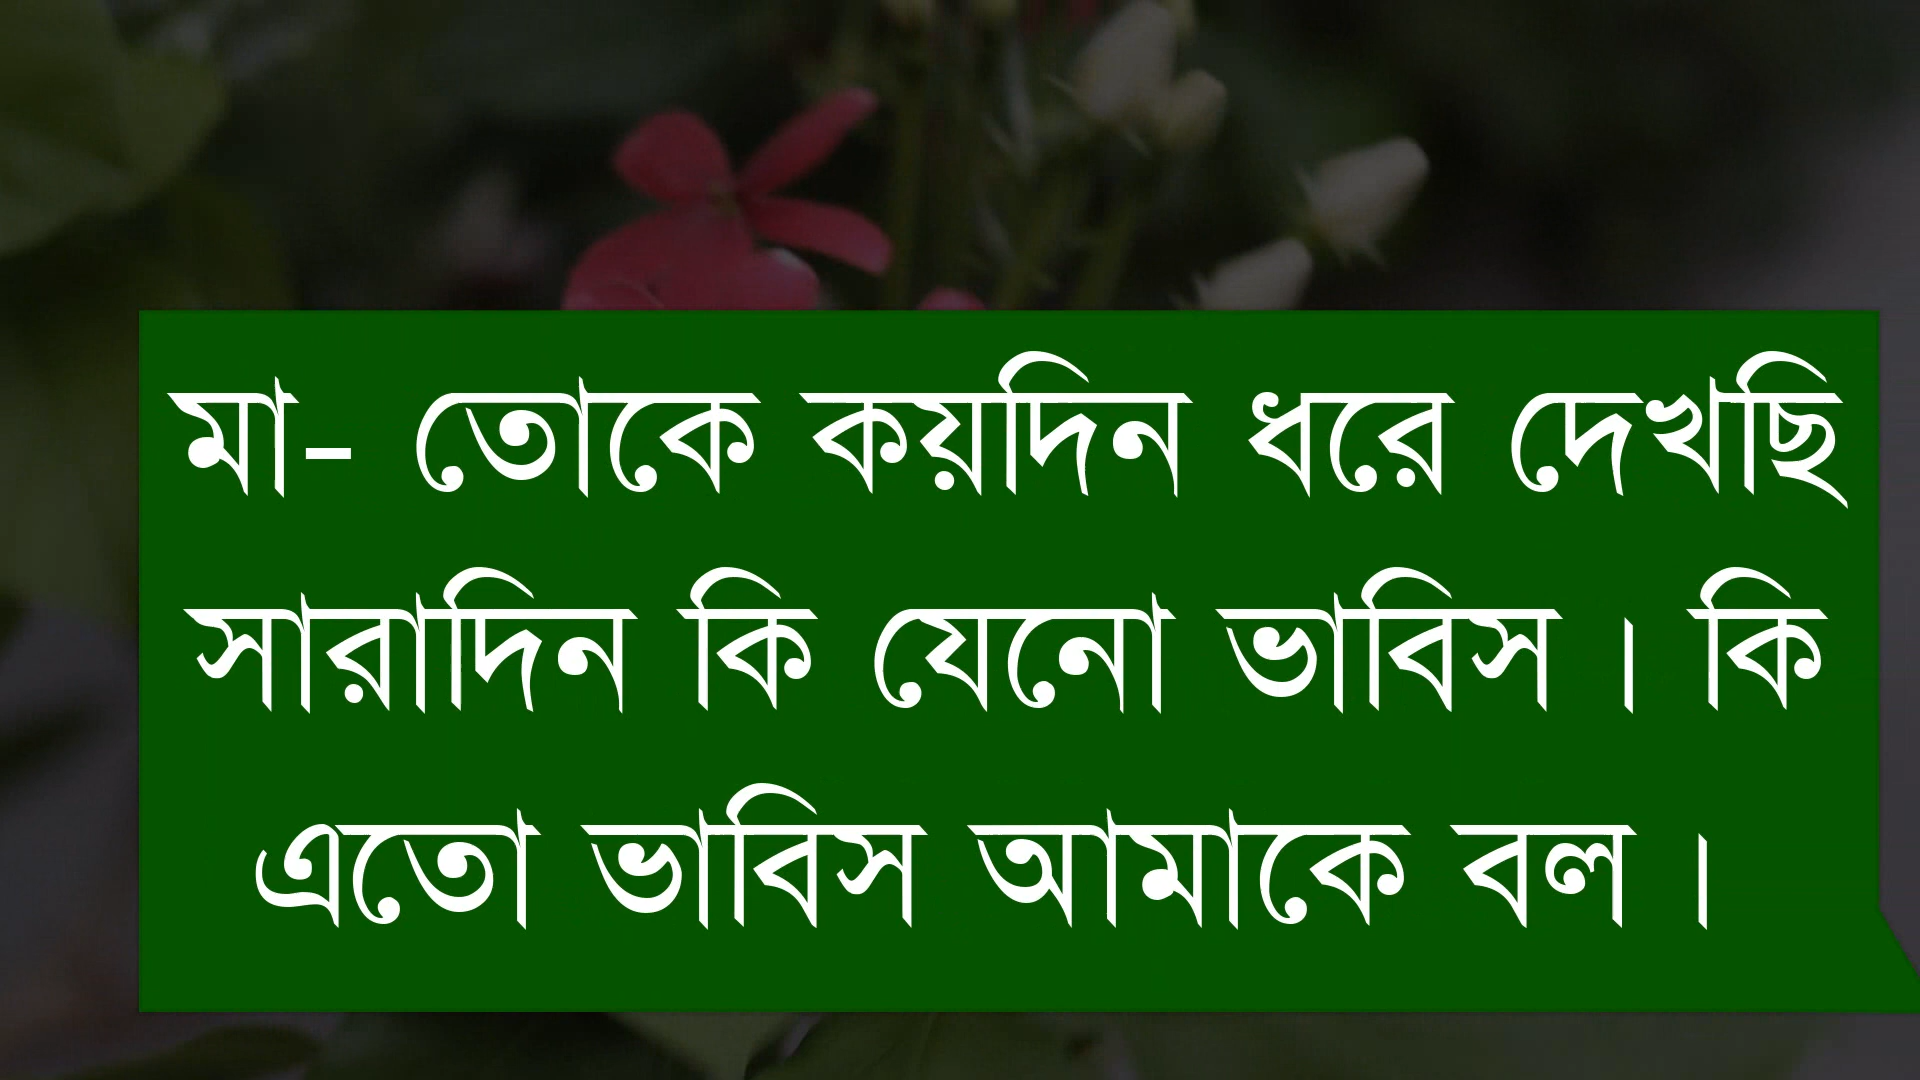 মা- তোকে কয়দিন ধরে দেখছি
সারাদিন কি যেনো ভাবিস । কি
এতো ভাবিস আমাকে বল ।